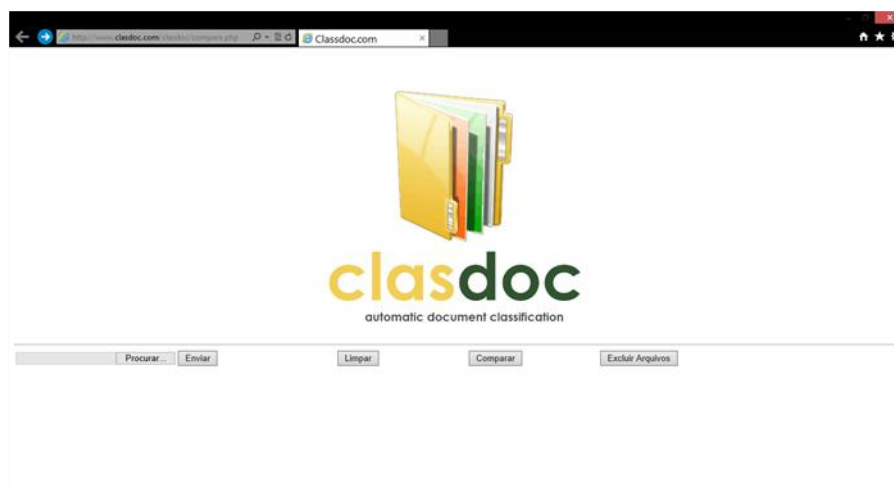 http://www.clasdoc.com/clasdoc/compara.php
Classdoc.com
clasdoc
automatic document classification
Procurar... Enviar Limpar Comparar Excluir Arquivos